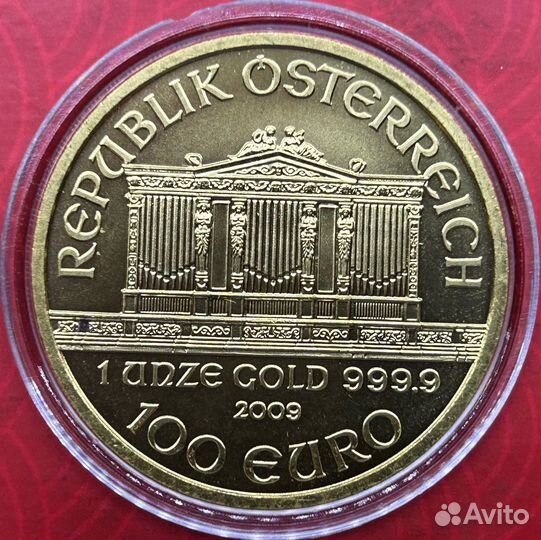 REPUBLIK ÖSTERREICH
1 UNZE GOLD 999.9
2009
100 EURO
Avito